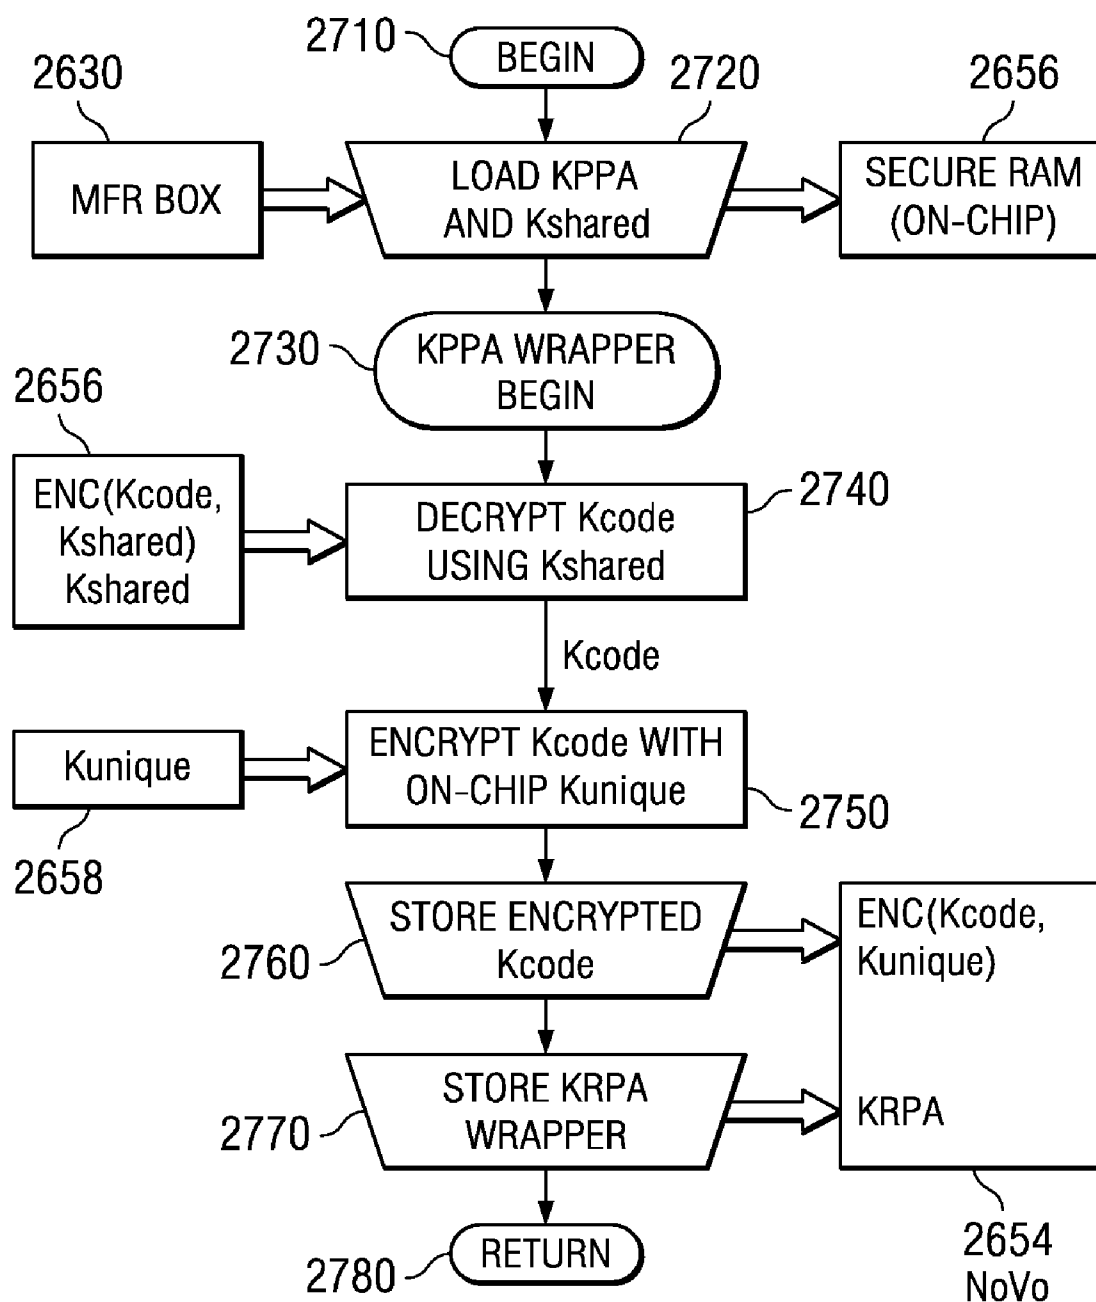 2710
BEGIN
2630
2720
2656
MFR BOX
LOAD KPPA
AND Kshared
SECURE RAM
(ON-CHIP)
2730
KPPA WRAPPER
BEGIN
2656
ENC(Kcode,
Kshared)
Kshared
DECRYPT Kcode
USING Kshared
2740
Kcode
Kunique
2658
ENCRYPT Kcode WITH
ON-CHIP Kunique
2750
STORE ENCRYPTED
Kcode
2760
ENC(Kcode,
Kunique)
STORE KRPA
WRAPPER
2770
KRPA
RETURN
2780
2654
NoVo